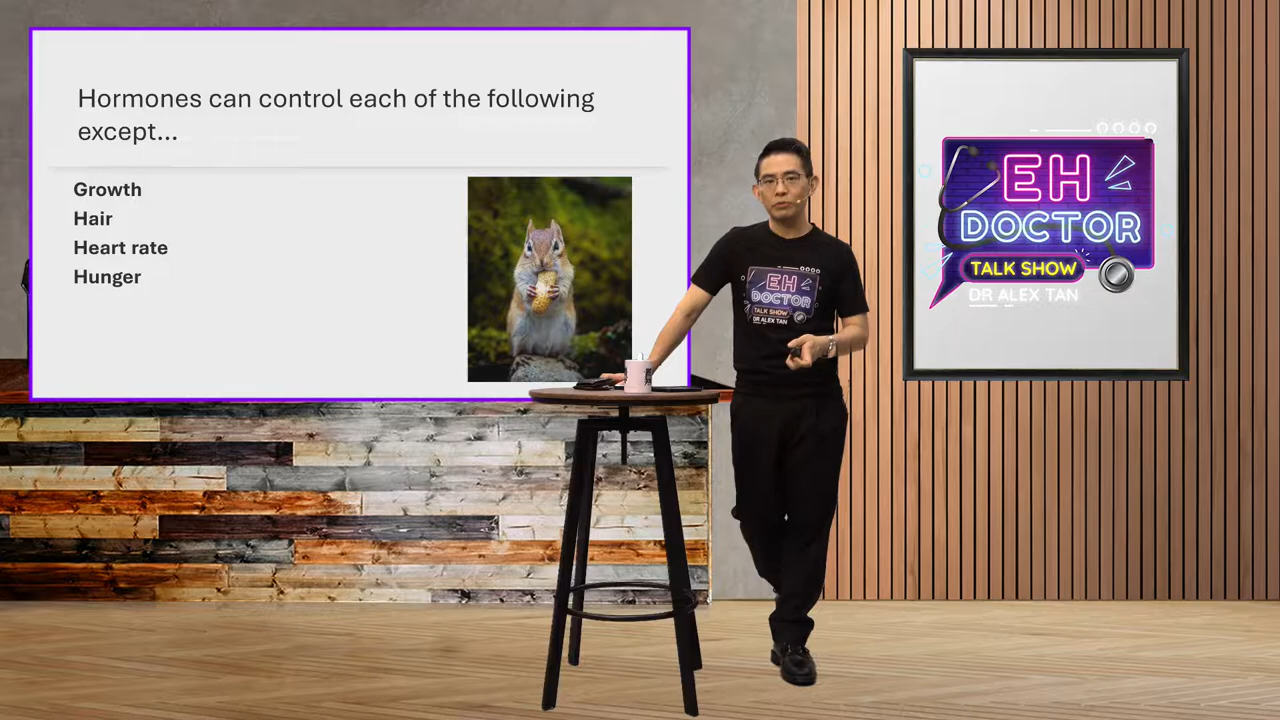 Hormones can control each of the following
except...
Growth
Hair
Heart rate
Hunger
EH
DOCTOR
TALK SHOW
DR ALEX TAN
EH
DOCTOR
TALK SHOW
DR ALEX TAN